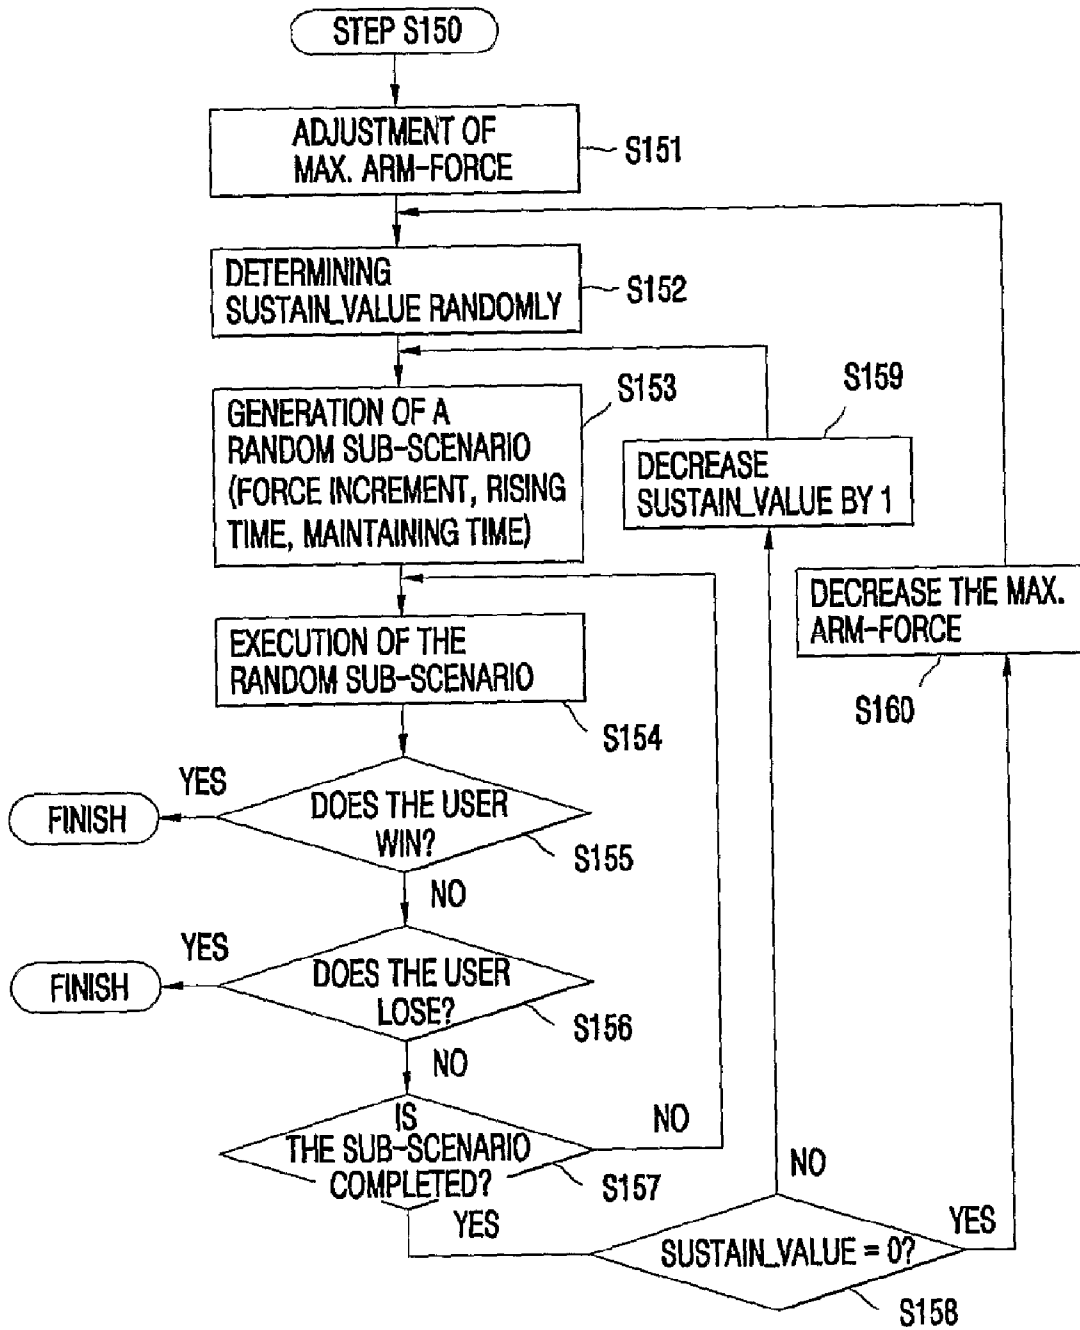 STEP S150
ADJUSTMENT OF
MAX. ARM-FORCE
S151
DETERMINING
SUSTAIN_VALUE RANDOMLY
S152
GENERATION OF A
RANDOM SUB-SCENARIO
(FORCE INCREMENT, RISING
TIME, MAINTAINING TIME)
S153
S159
DECREASE
SUSTAIN_VALUE BY 1
DECREASE THE MAX.
ARM-FORCE
S160
EXECUTION OF THE
RANDOM SUB-SCENARIO
S154
YES
FINISH
DOES THE USER
WIN?
S155
NO
YES
FINISH
DOES THE USER
LOSE?
S156
NO
IS
THE SUB-SCENARIO
COMPLETED?
NO
S157
YES
NO
SUSTAIN_VALUE = 0?
YES
S158